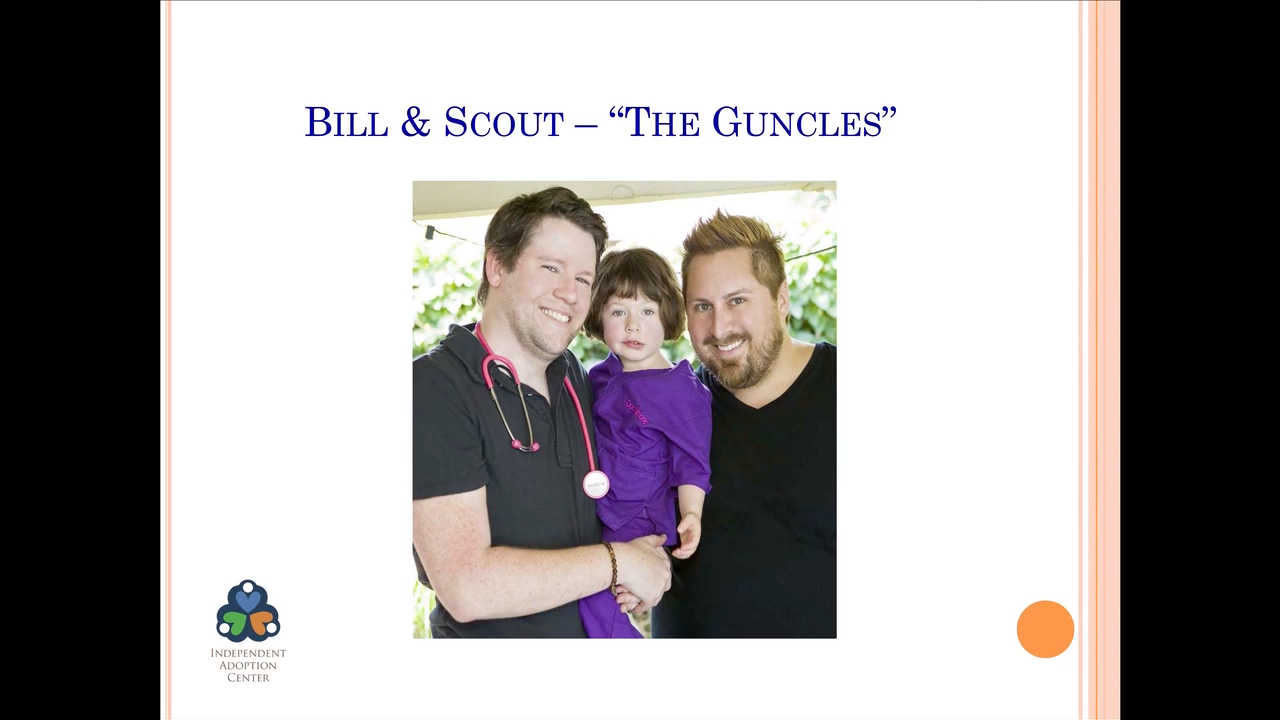 Bill & Scout – “The Guncles”
Independent
Adoption
Center